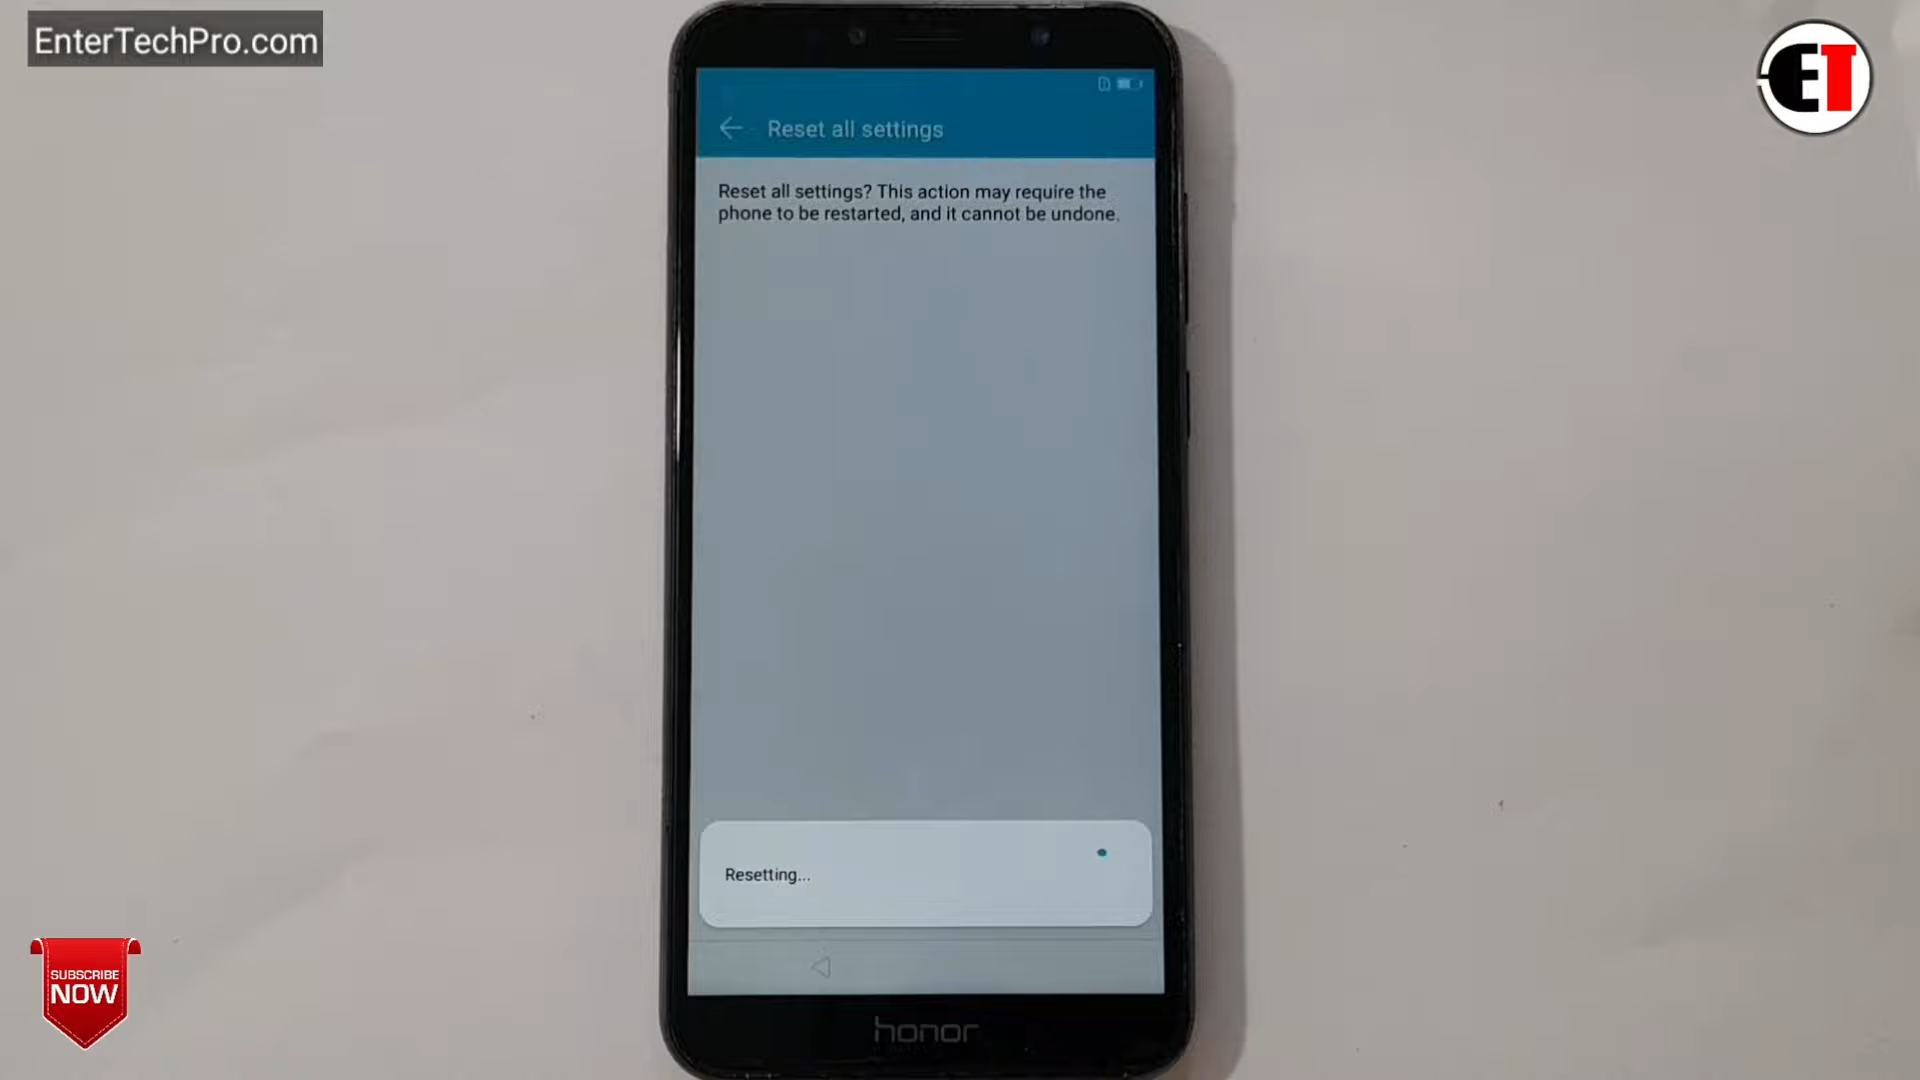 EnterTechPro.com
ET
Reset all settings
Reset all settings? This action may require the
phone to be restarted, and it cannot be undone.
Resetting...
SUBSCRIBE
NOW
honor